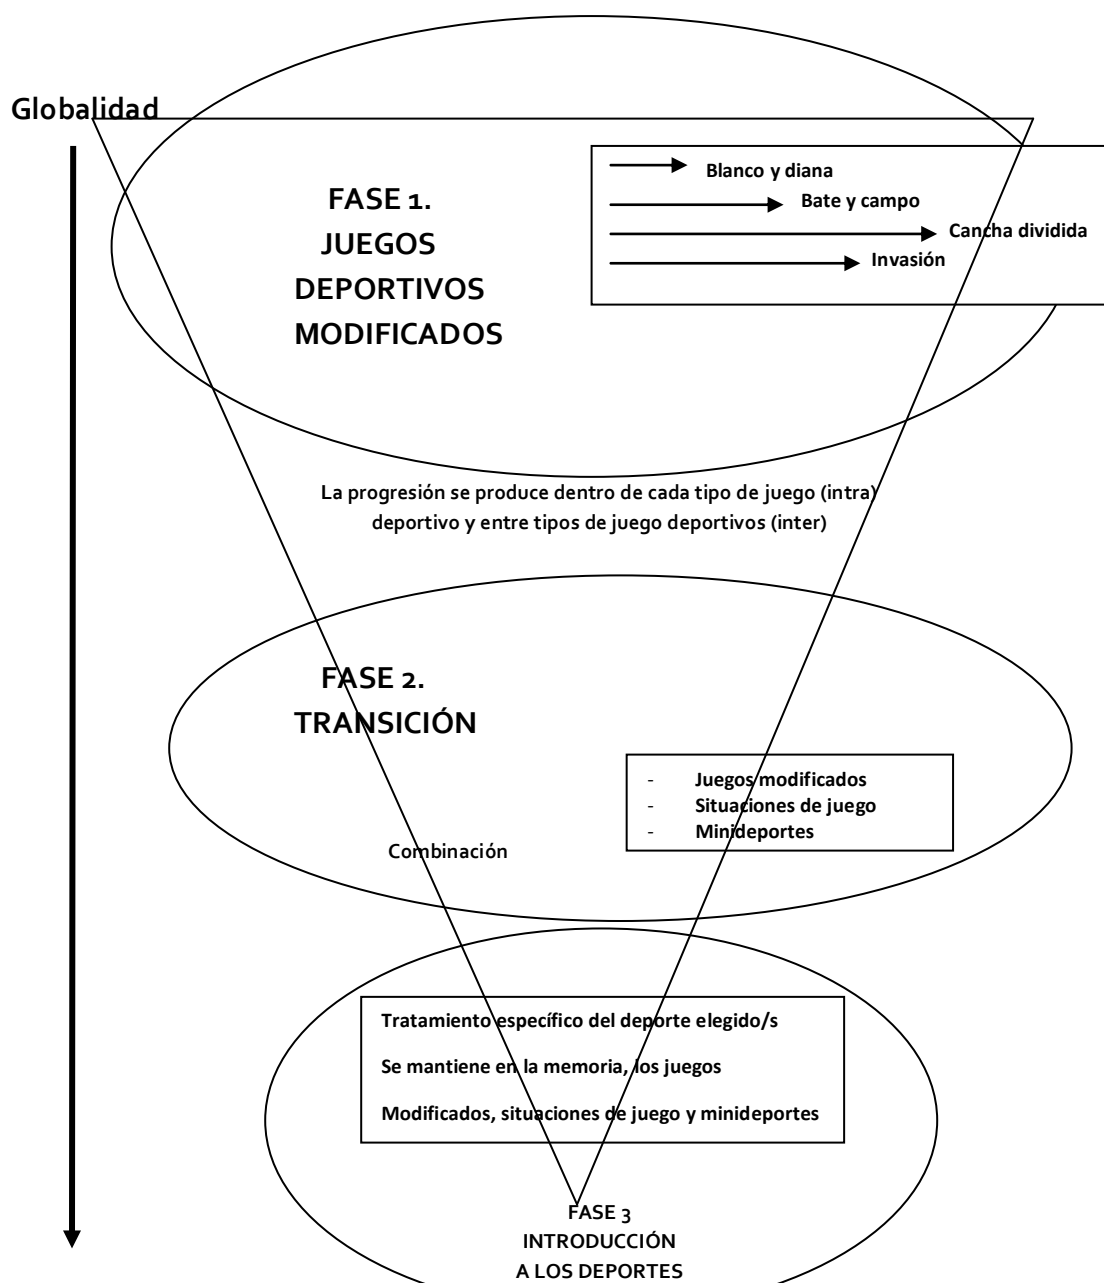 Globalidad
FASE 1.
JUEGOS
DEPORTIVOS
MODIFICADOS
Blanco y diana
Bate y campo
Cancha dividida
Invasión
La progresión se produce dentro de cada tipo de juego (intra)
deportivo y entre tipos de juego deportivos (inter)
FASE 2.
TRANSICIÓN
- Juegos modificados
- Situaciones de juego
- Minideportes
Combinación
Tratamiento específico del deporte elegido/s
Se mantiene en la memoria, los juegos
Modificados, situaciones de juego y minideportes
FASE 3
INTRODUCCIÓN
A LOS DEPORTES